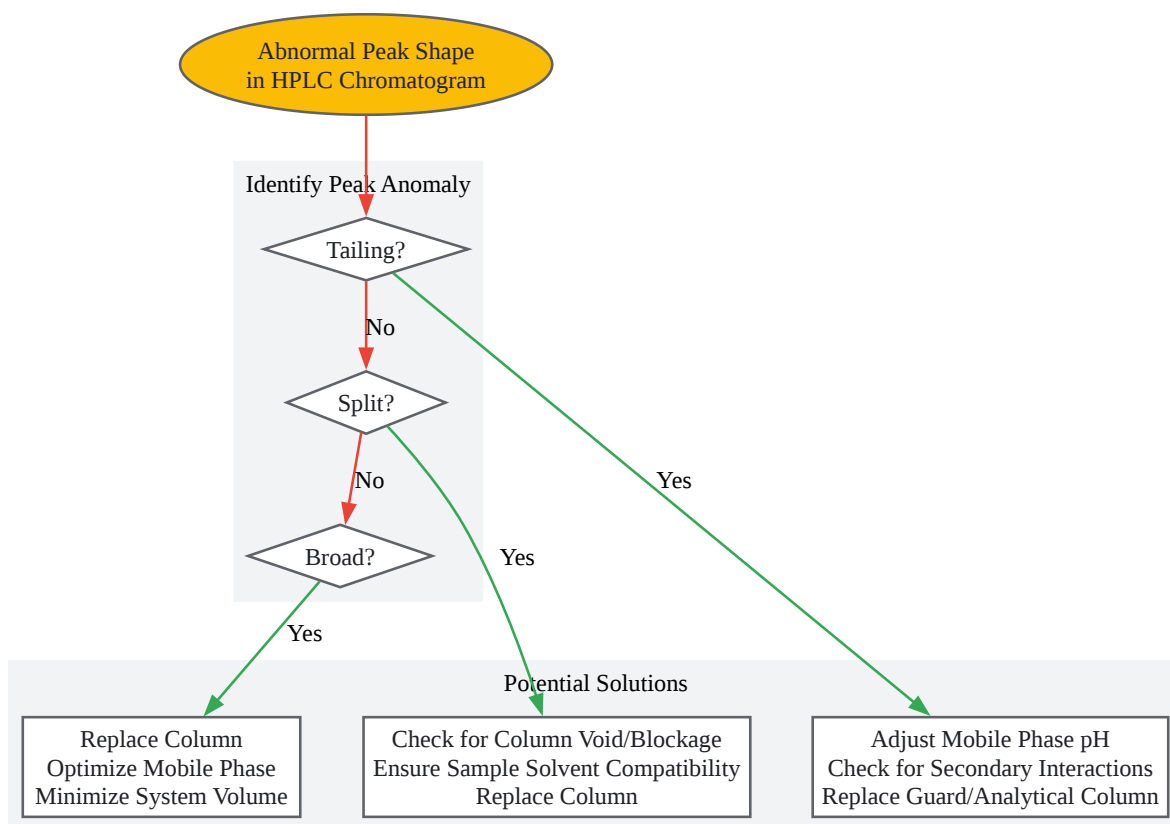 Abnormal Peak Shape
in HPLC Chromatogram
Identify Peak Anomaly
Tailing?
No
Split?
Yes
No
Broad?
Yes
Yes
Potential Solutions
Replace Column
Optimize Mobile Phase
Minimize System Volume
Check for Column Void/Blockage
Ensure Sample Solvent Compatibility
Replace Column
Adjust Mobile Phase pH
Check for Secondary Interactions
Replace Guard/Analytical Column